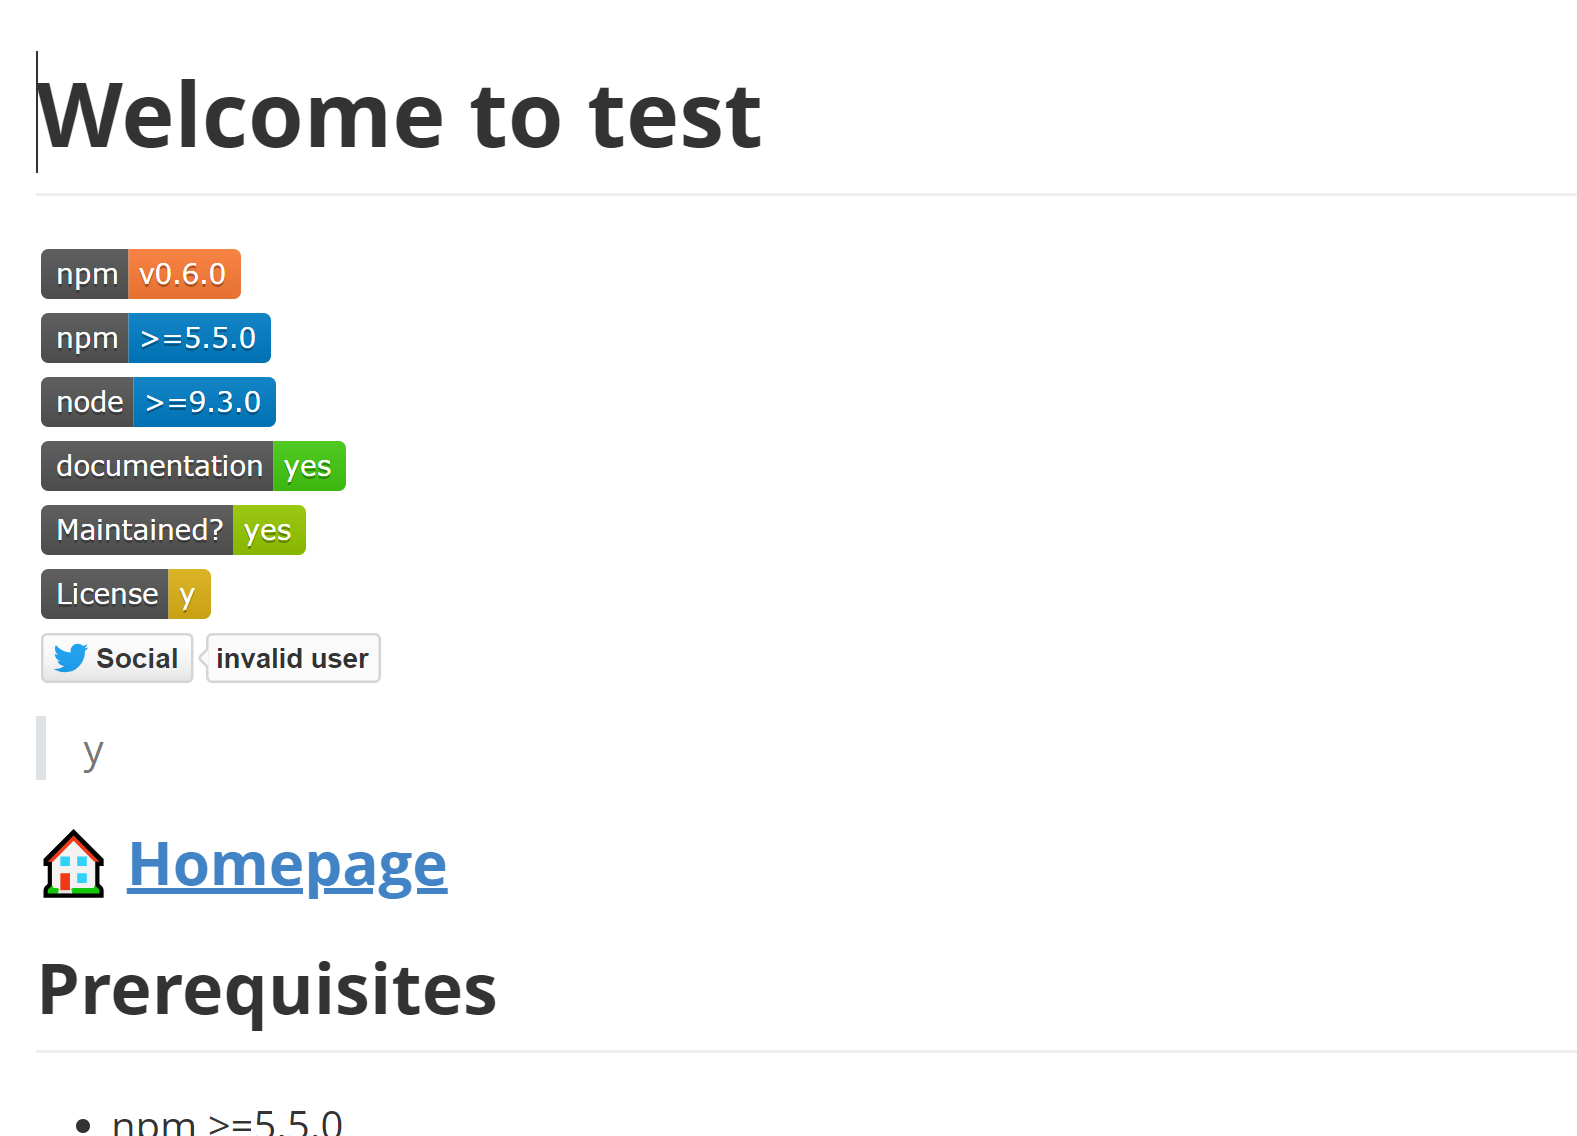 Welcome to test
npm v0.6.0
npm >=5.5.0
node >=9.3.0
documentation yes
Maintained? yes
License y
Social invalid user
y
Homepage
Prerequisites
• npm >=5.5.0